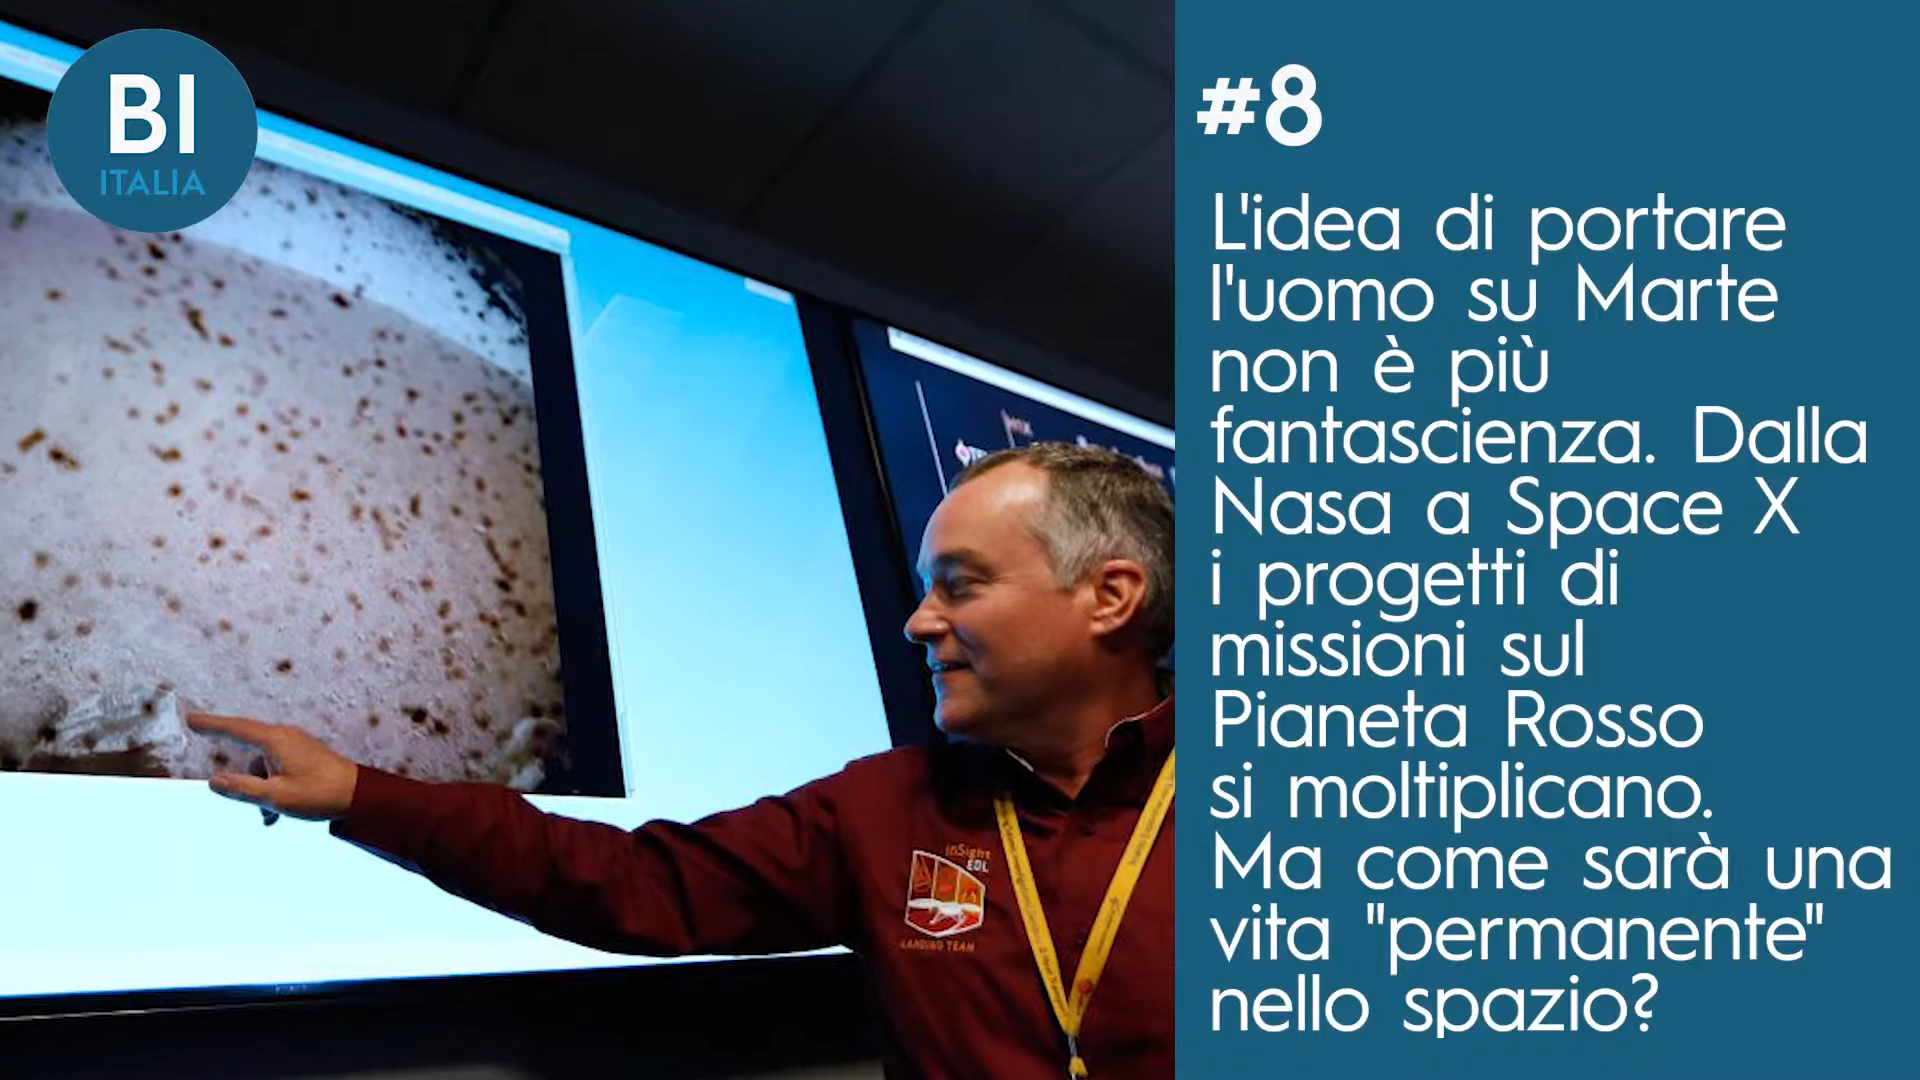 BI
ITALIA
#8
L'idea di portare
l'uomo su Marte
non è più
fantascienza. Dalla
Nasa a Space X
i progetti di
missioni sul
Pianeta Rosso
si moltiplicano.
Ma come sarà una
vita "permanente"
nello spazio?
InSight
EDL
LANDING TEAM